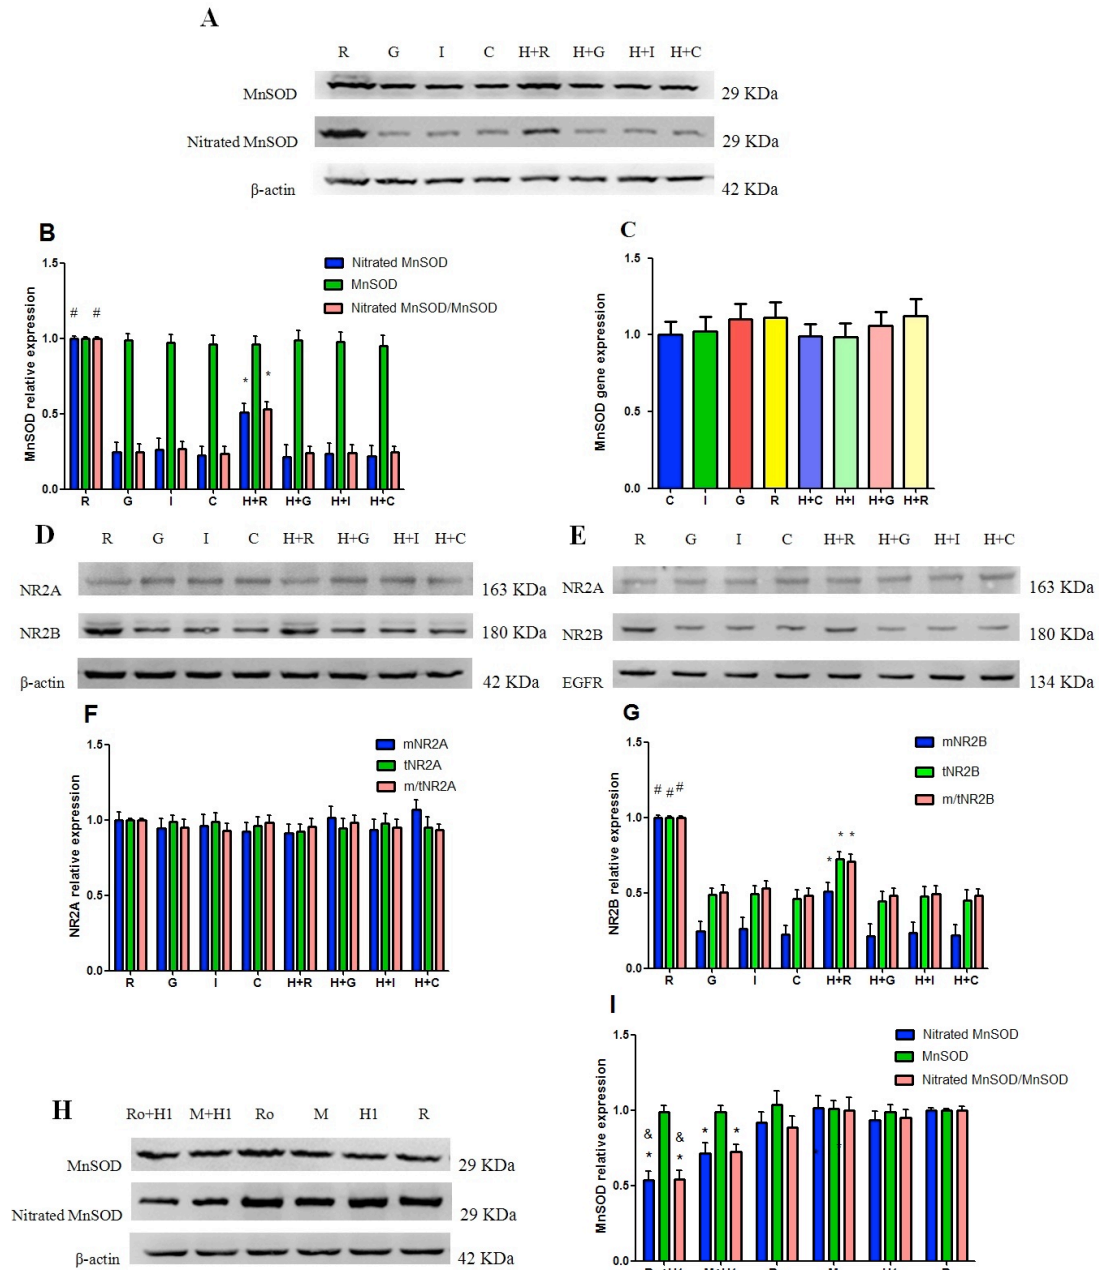 A
R G I C H+R H+G H+I H+C
MnSOD 29 KDa
Nitrated MnSOD 29 KDa
β-actin 42 KDa
B
Nitrated MnSOD
MnSOD
Nitrated MnSOD/MnSOD
MnSOD relative expression
1.5
1.0
0.5
0.0
# #
* *
R G I C H+R H+G H+I H+C
C
MnSOD gene expression
1.5
1.0
0.5
0.0
C I G R H+C H+I H+G H+R
D
R G I C H+R H+G H+I H+C
NR2A 163 KDa
NR2B 180 KDa
β-actin 42 KDa
E
R G I C H+R H+G H+I H+C
NR2A 163 KDa
NR2B 180 KDa
EGFR 134 KDa
F
mNR2A
tNR2A
m/tNR2A
NR2A relative expression
1.5
1.0
0.5
0.0
R G I C H+R H+G H+I H+C
G
mNR2B
tNR2B
m/tNR2B
NR2B relative expression
1.5
1.0
0.5
0.0
# # #
* * *
R G I C H+R H+G H+I H+C
H
Ro+H1 M+H1 Ro M H1 R
MnSOD 29 KDa
Nitrated MnSOD 29 KDa
β-actin 42 KDa
I
Nitrated MnSOD
MnSOD
Nitrated MnSOD/MnSOD
MnSOD relative expression
1.5
1.0
0.5
0.0
& &
* * * *